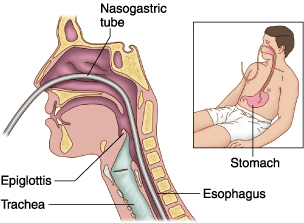 Nasogastric
tube
Stomach
Epiglottis
Esophagus
Trachea